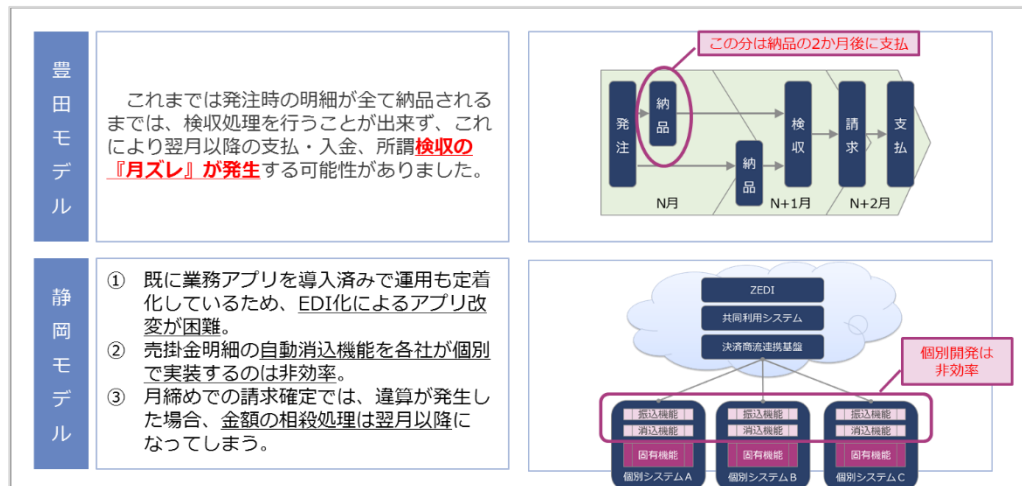 豊田モデル
これまでは発注時の明細が全て納品される
までは、検収処理を行うことが出来ず、これ
により翌月以降の支払・入金、所謂検収の
『月ズレ』が発生する可能性がありました。
この分は納品の2か月後に支払
発注
納品
納品
検収
請求
支払
N月
N+1月
N+2月
静岡モデル
① 既に業務アプリを導入済みで運用も定着
化しているため、EDI化によるアプリ改
変が困難。
② 売掛金明細の自動消込機能を各社が個別
で実装するのは非効率。
③ 月締めでの請求確定では、違算が発生し
た場合、金額の相殺処理は翌月以降に
なってしまう。
ZEDI
共同利用システム
決済商流連携基盤
個別開発は
非効率
振込機能
消込機能
固有機能
個別システムA
振込機能
消込機能
固有機能
個別システムB
振込機能
消込機能
固有機能
個別システムC